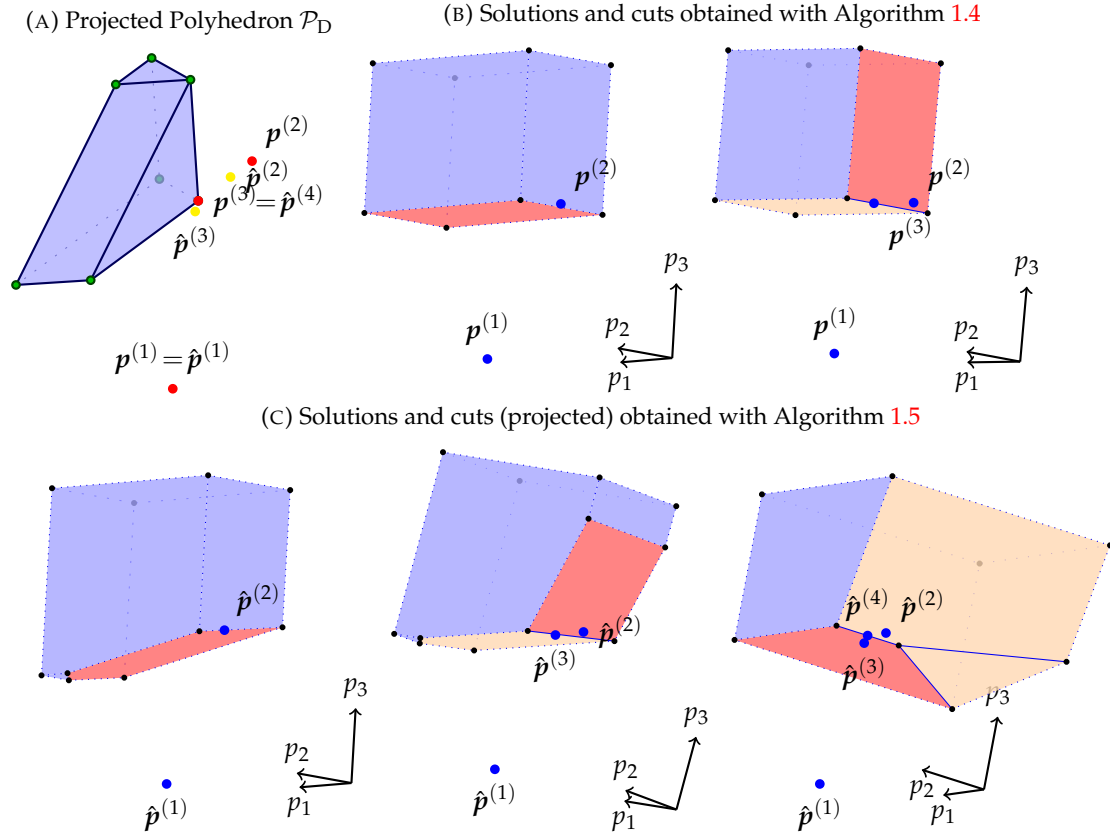 (A) Projected Polyhedron 𝒫_D
(B) Solutions and cuts obtained with Algorithm 1.4
p^(2)
p̂^(2)
p^(3) = p̂^(4)
p̂^(3)
p^(1) = p̂^(1)
p^(2)
p^(1)
p_3
p_2
p_1
p^(2)
p^(3)
p^(1)
p_3
p_2
p_1
(C) Solutions and cuts (projected) obtained with Algorithm 1.5
p̂^(2)
p̂^(1)
p_3
p_2
p_1
p̂^(2)
p̂^(3)
p̂^(1)
p_3
p_2
p_1
p̂^(4) p̂^(2)
p̂^(3)
p̂^(1)
p_3
p_2
p_1